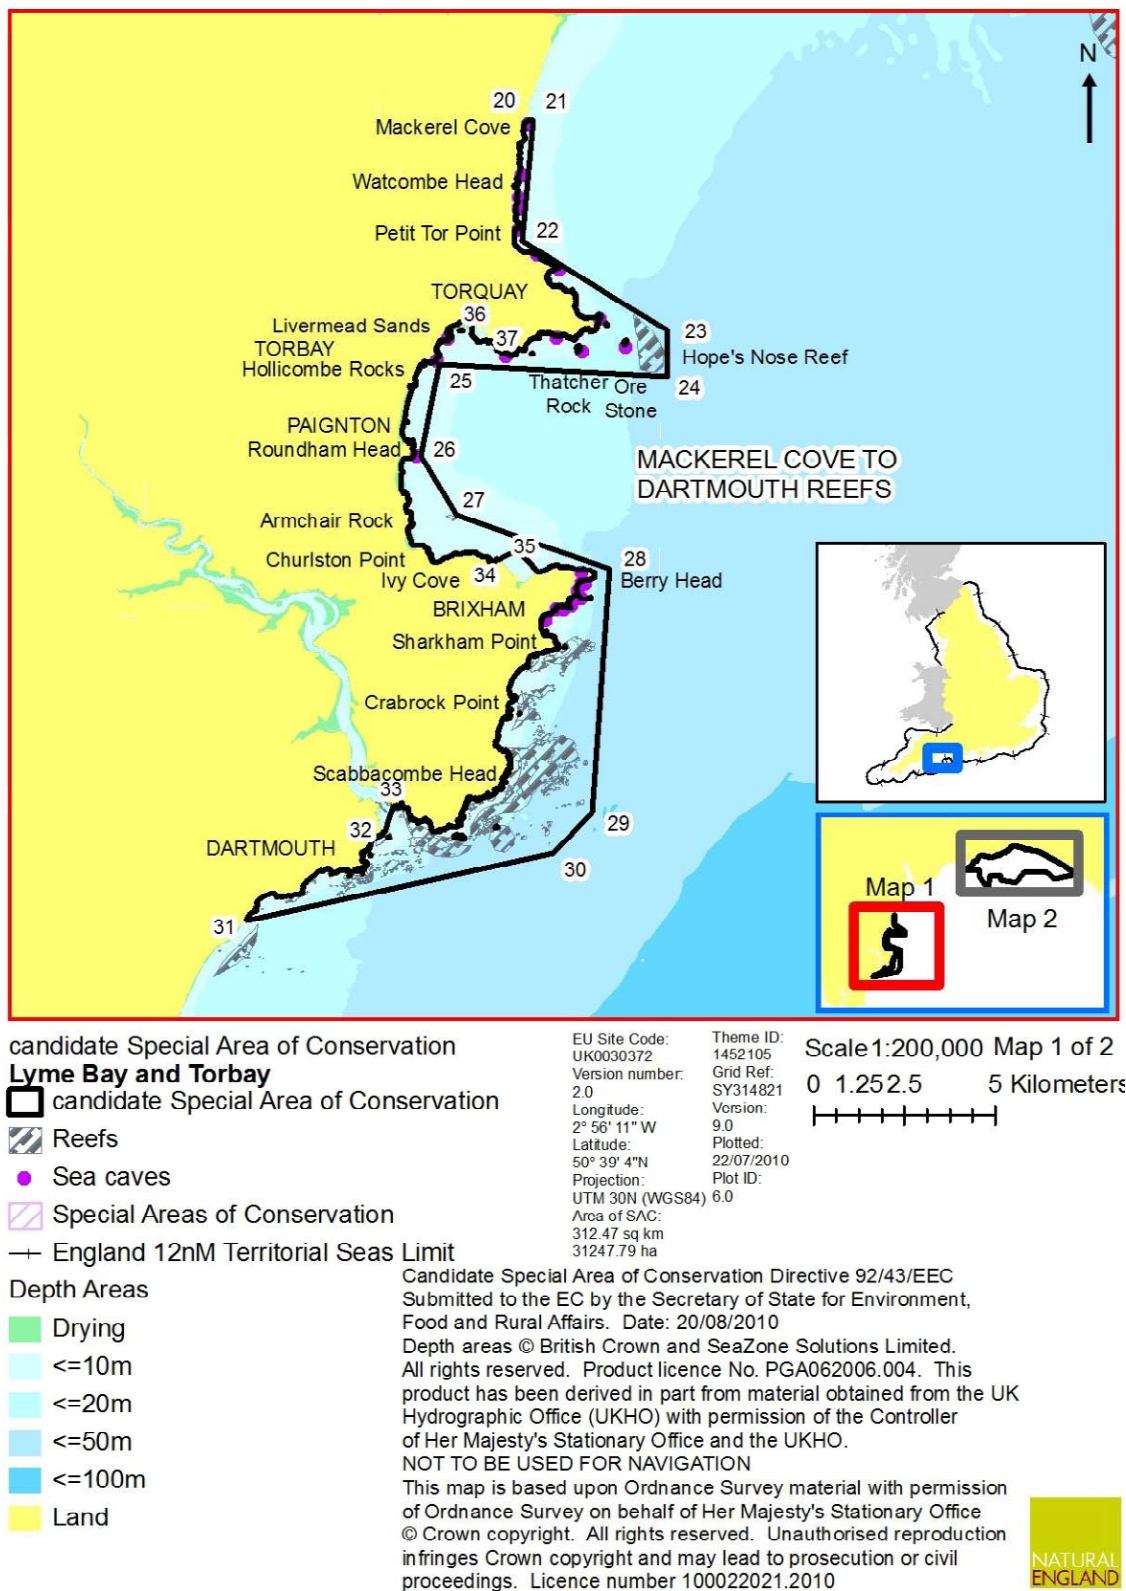 N
20 21
Mackerel Cove
Watcombe Head
Petit Tor Point 22
TORQUAY
36
Livermead Sands
37
23
TORBAY
Hope's Nose Reef
Hollicombe Rocks
25
Thatcher Rock
Ore Stone
24
PAIGNTON
Roundham Head 26
MACKEREL COVE TO
DARTMOUTH REEFS
27
Armchair Rock
35
Churlston Point
28
Ivy Cove 34
Berry Head
BRIXHAM
Sharkham Point
Crabrock Point
Scabbacombe Head
33
32
29
DARTMOUTH
30
31
Map 1
Map 2
candidate Special Area of Conservation
Lyme Bay and Torbay
candidate Special Area of Conservation
Reefs
Sea caves
Special Areas of Conservation
England 12nM Territorial Seas Limit
Depth Areas
Drying
<=10m
<=20m
<=50m
<=100m
Land
EU Site Code:
UK0030372
Version number:
2.0
Longitude:
2° 56' 11" W
Latitude:
50° 39' 4"N
Projection:
UTM 30N (WGS84)
Area of SAC:
312.47 sq km
31247.79 ha
Theme ID:
1452105
Grid Ref:
SY314821
Version:
9.0
Plotted:
22/07/2010
Plot ID:
6.0
Scale1:200,000 Map 1 of 2
0 1.25 2.5 5 Kilometers
Candidate Special Area of Conservation Directive 92/43/EEC
Submitted to the EC by the Secretary of State for Environment,
Food and Rural Affairs. Date: 20/08/2010
Depth areas © British Crown and SeaZone Solutions Limited.
All rights reserved. Product licence No. PGA062006.004. This
product has been derived in part from material obtained from the UK
Hydrographic Office (UKHO) with permission of the Controller
of Her Majesty's Stationary Office and the UKHO.
NOT TO BE USED FOR NAVIGATION
This map is based upon Ordnance Survey material with permission
of Ordnance Survey on behalf of Her Majesty's Stationary Office
© Crown copyright. All rights reserved. Unauthorised reproduction
infringes Crown copyright and may lead to prosecution or civil
proceedings. Licence number 100022021.2010
NATURAL
ENGLAND